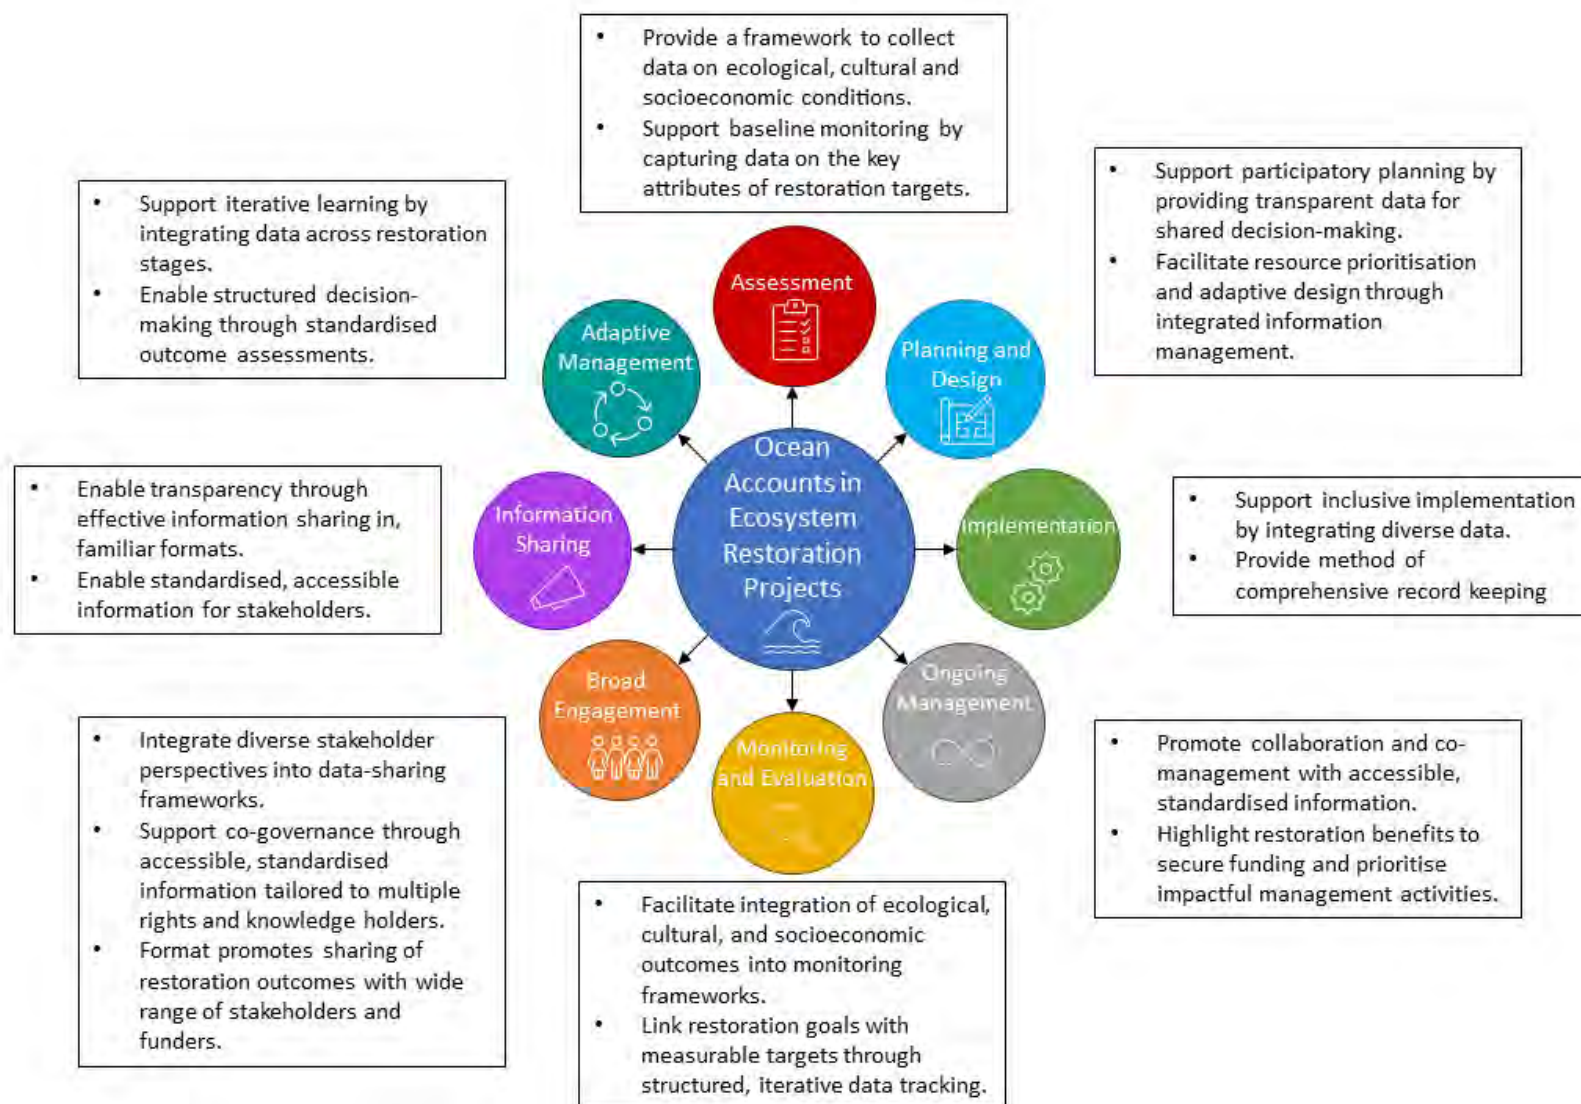 • Provide a framework to collect
data on ecological, cultural and
socioeconomic conditions.
• Support baseline monitoring by
capturing data on the key
attributes of restoration targets.
• Support iterative learning by
integrating data across restoration
stages.
• Enable structured decision-
making through standardised
outcome assessments.
• Support participatory planning by
providing transparent data for
shared decision-making.
• Facilitate resource prioritisation
and adaptive design through
integrated information
management.
Assessment
Adaptive
Management
Planning and
Design
Ocean
Accounts in
Ecosystem
Restoration
Projects
Information
Sharing
Implementation
Broad
Engagement
Ongoing
Management
Monitoring
and Evaluation
• Enable transparency through
effective information sharing in,
familiar formats.
• Enable standardised, accessible
information for stakeholders.
• Support inclusive implementation
by integrating diverse data.
• Provide method of
comprehensive record keeping
• Integrate diverse stakeholder
perspectives into data-sharing
frameworks.
• Support co-governance through
accessible, standardised
information tailored to multiple
rights and knowledge holders.
• Format promotes sharing of
restoration outcomes with wide
range of stakeholders and
funders.
• Facilitate integration of ecological,
cultural, and socioeconomic
outcomes into monitoring
frameworks.
• Link restoration goals with
measurable targets through
structured, iterative data tracking.
• Promote collaboration and co-
management with accessible,
standardised information.
• Highlight restoration benefits to
secure funding and prioritise
impactful management activities.